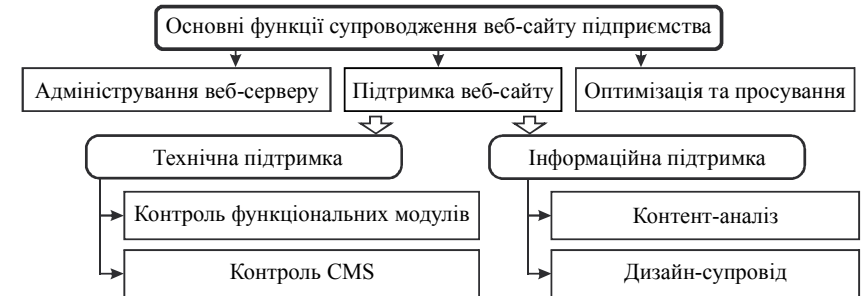 Основні функції супроводження веб-сайту підприємства
Адміністрування веб-серверу
Підтримка веб-сайту
Оптимізація та просування
Технічна підтримка
Інформаційна підтримка
Контроль функціональних модулів
Контент-аналіз
Контроль CMS
Дизайн-супровід